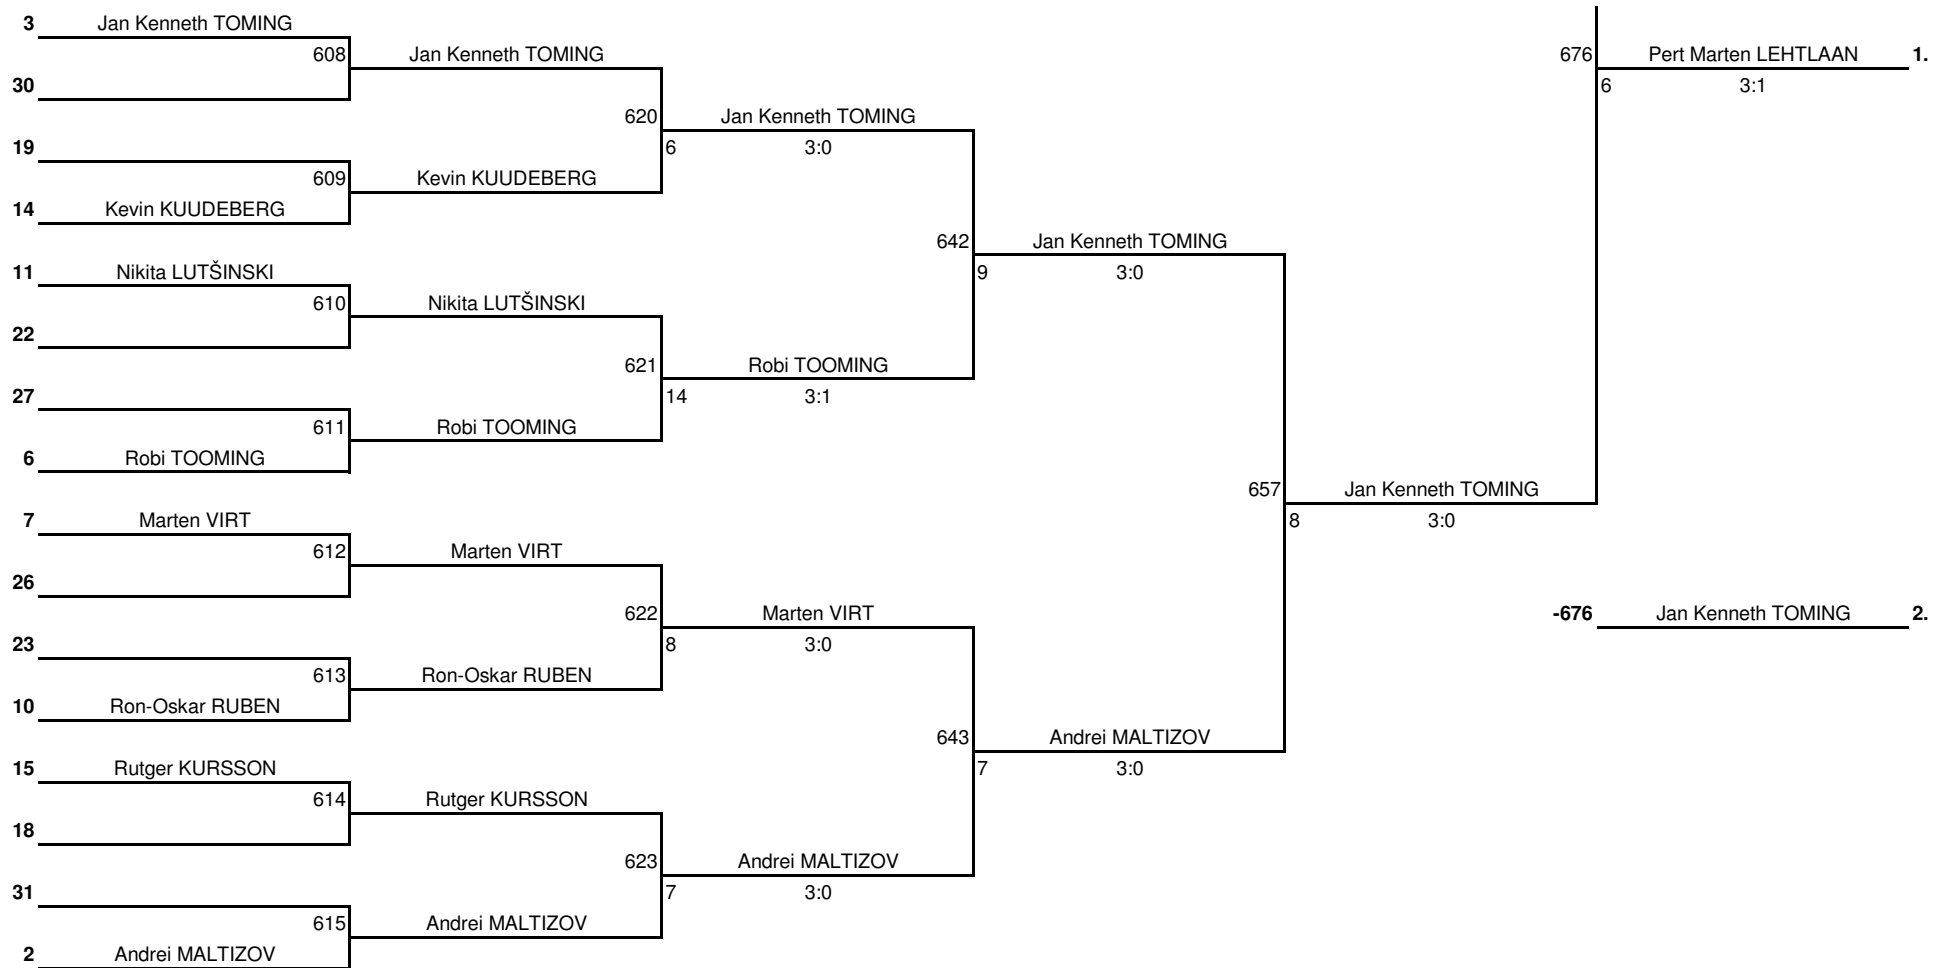 3 Jan Kenneth TOMING
608 Jan Kenneth TOMING 676 Pert Marten LEHTLAAN 1.
30 6 3:1
620 Jan Kenneth TOMING
19 6 3:0
609 Kevin KUUDEBERG
14 Kevin KUUDEBERG
642 Jan Kenneth TOMING
11 Nikita LUTŠINSKI 9 3:0
610 Nikita LUTŠINSKI
22
621 Robi TOOMING
27 14 3:1
611 Robi TOOMING
6 Robi TOOMING
657 Jan Kenneth TOMING
7 Marten VIRT 8 3:0
612 Marten VIRT
26
622 Marten VIRT -676 Jan Kenneth TOMING 2.
23 8 3:0
613 Ron-Oskar RUBEN
10 Ron-Oskar RUBEN
643 Andrei MALTIZOV
15 Rutger KURSSON 7 3:0
614 Rutger KURSSON
18
623 Andrei MALTIZOV
31 7 3:0
615 Andrei MALTIZOV
2 Andrei MALTIZOV